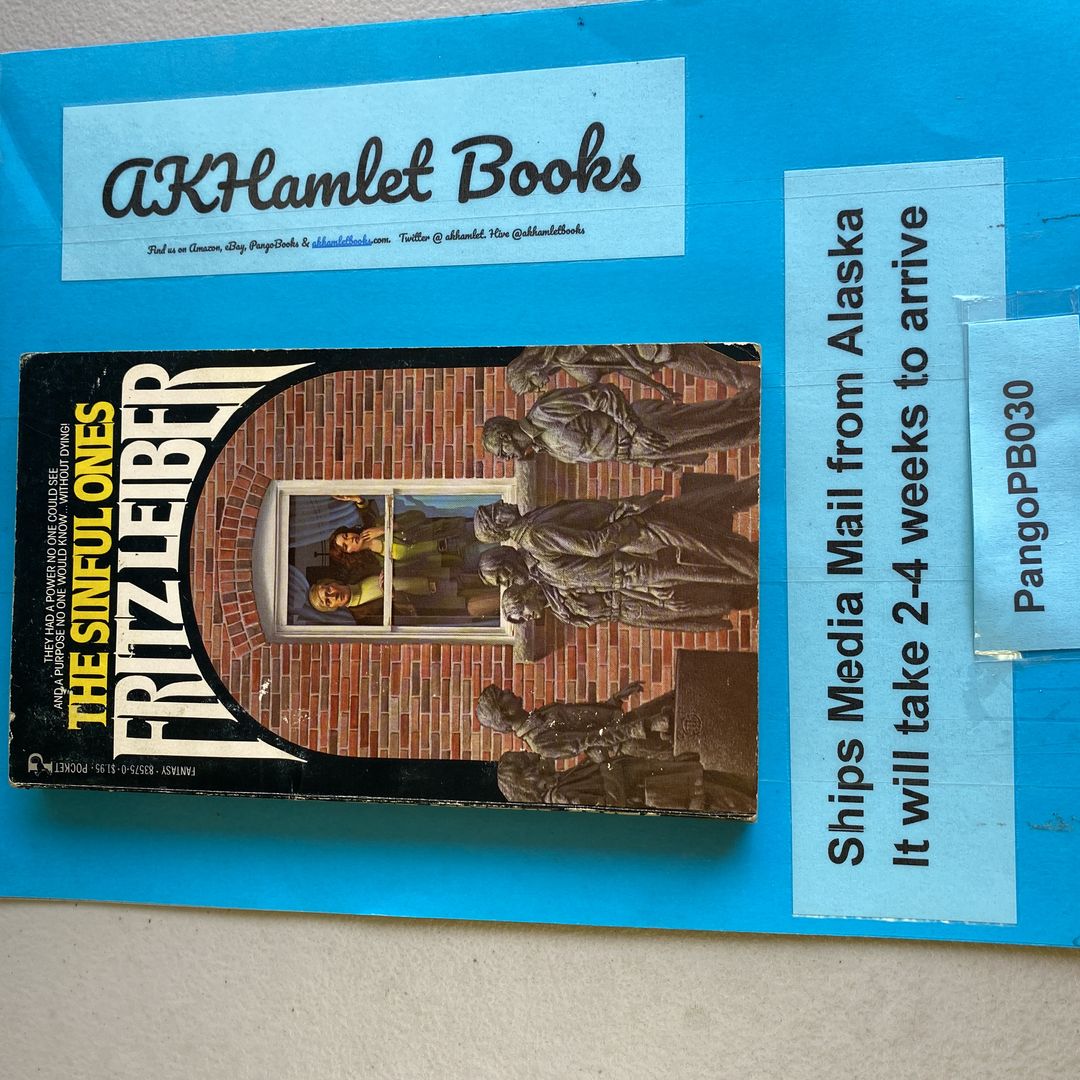 AKHamlet Books
Find us on Amazon, eBay, PangoBooks & akhamletbooks.com. Twitter @ akhamlet. Hive @akhamletbooks
THEY HAD A POWER NO ONE COULD SEE
AND A PURPOSE NO ONE WOULD KNOW... WITHOUT DYING!
THE SINFUL ONES
FRITZ LEIBER
P
FANTASY · 83575-0 · $1.95 · POCKET
Ships Media Mail from Alaska
It will take 2-4 weeks to arrive
PangoPB030